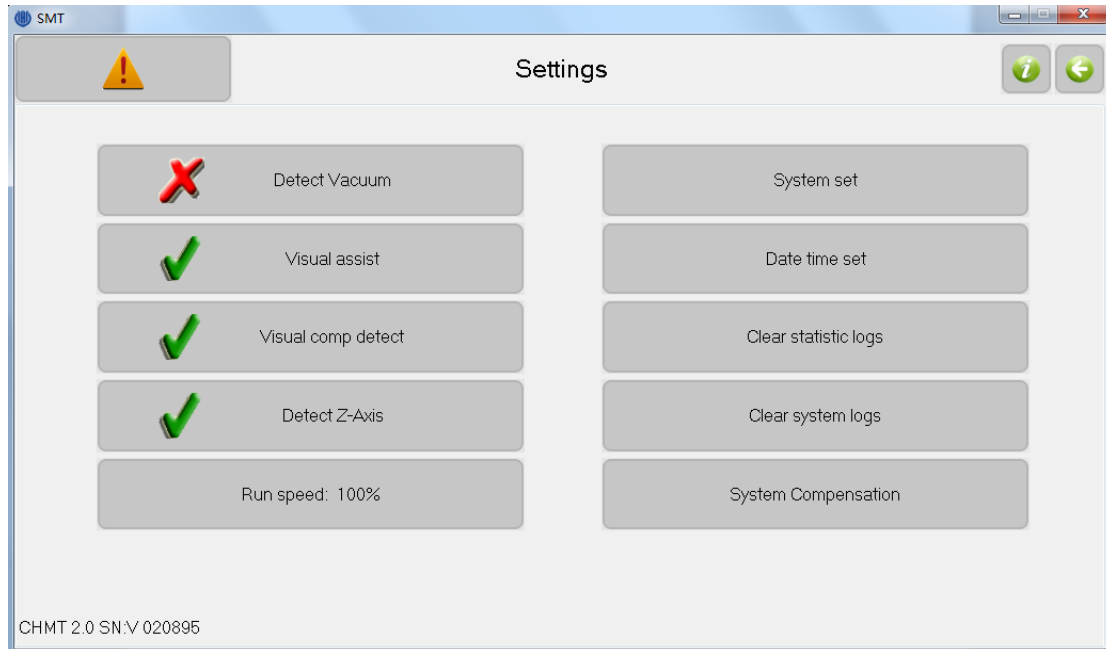 SMT
Settings
Detect Vacuum
System set
Visual assist
Date time set
Visual comp detect
Clear statistic logs
Detect Z-Axis
Clear system logs
Run speed: 100%
System Compensation
CHMT 2.0 SN:V 020895